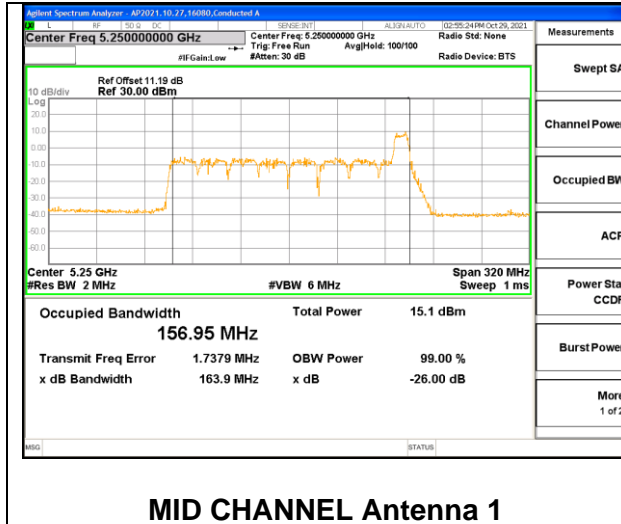 Agilent Spectrum Analyzer - AP2021.10.27,16080,Conducted A
L RF 50 Ω DC SENSE:INT ALIGN AUTO 02:55:24 PM Oct 29, 2021
Center Freq 5.250000000 GHz
Center Freq: 5.250000000 GHz
Radio Std: None
Trig: Free Run
Avg|Hold: 100/100
#IFGain:Low
#Atten: 30 dB
Radio Device: BTS
Ref Offset 11.19 dB
10 dB/div Ref 30.00 dBm
Log
20.0
10.0
0.00
-10.0
-20.0
-30.0
-40.0
-50.0
-60.0
Center 5.25 GHz Span 320 MHz
#Res BW 2 MHz #VBW 6 MHz Sweep 1 ms
Occupied Bandwidth Total Power 15.1 dBm
156.95 MHz
Transmit Freq Error 1.7379 MHz OBW Power 99.00 %
x dB Bandwidth 163.9 MHz x dB -26.00 dB
MSG STATUS
Measurements
Swept SA
Channel Power
Occupied BW
ACP
Power Sta
CCDF
Burst Power
More
1 of 2
MID CHANNEL Antenna 1